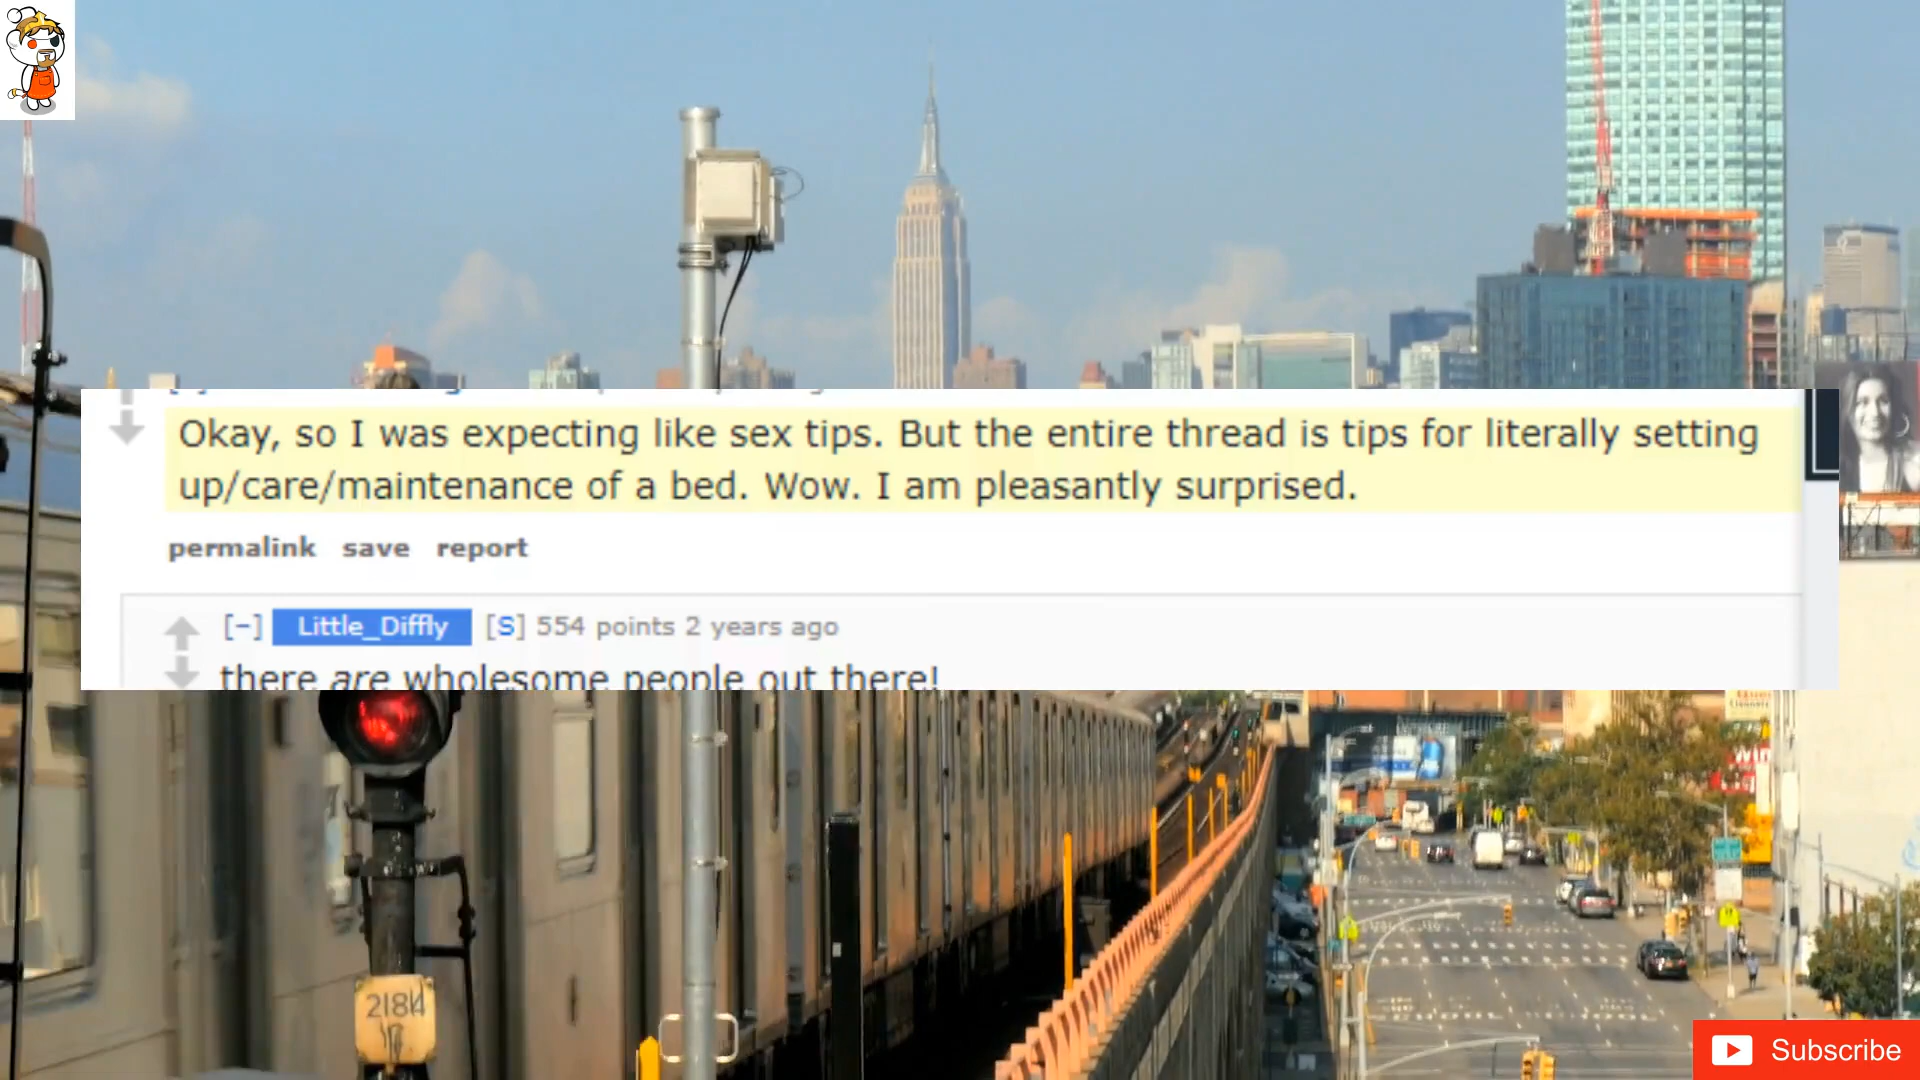 Okay, so I was expecting like sex tips. But the entire thread is tips for literally setting
up/care/maintenance of a bed. Wow. I am pleasantly surprised.
permalink save report
[−] Little_Diffly [S] 554 points 2 years ago
there are wholesome people out there!
2184
Subscribe